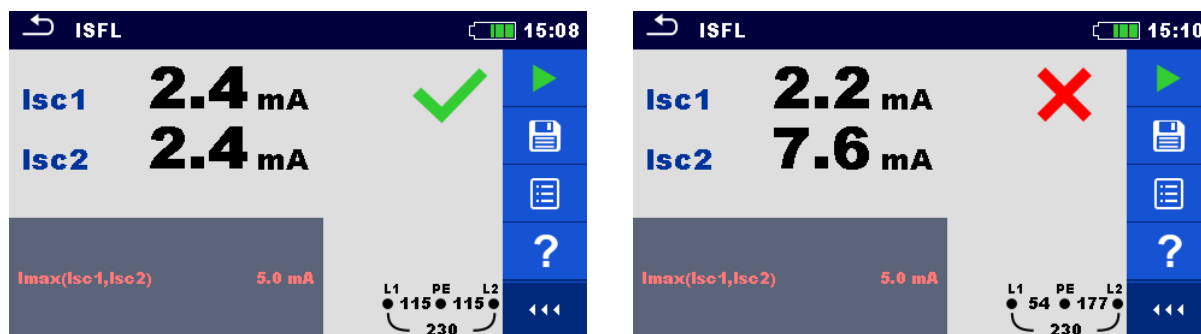 ISFL 15:08
Isc1 2.4 mA
Isc2 2.4 mA
Imax(Isc1,Isc2) 5.0 mA
?
L1 PE L2
115 115
230
ISFL 15:10
Isc1 2.2 mA
Isc2 7.6 mA
Imax(Isc1,Isc2) 5.0 mA
?
L1 PE L2
54 177
230